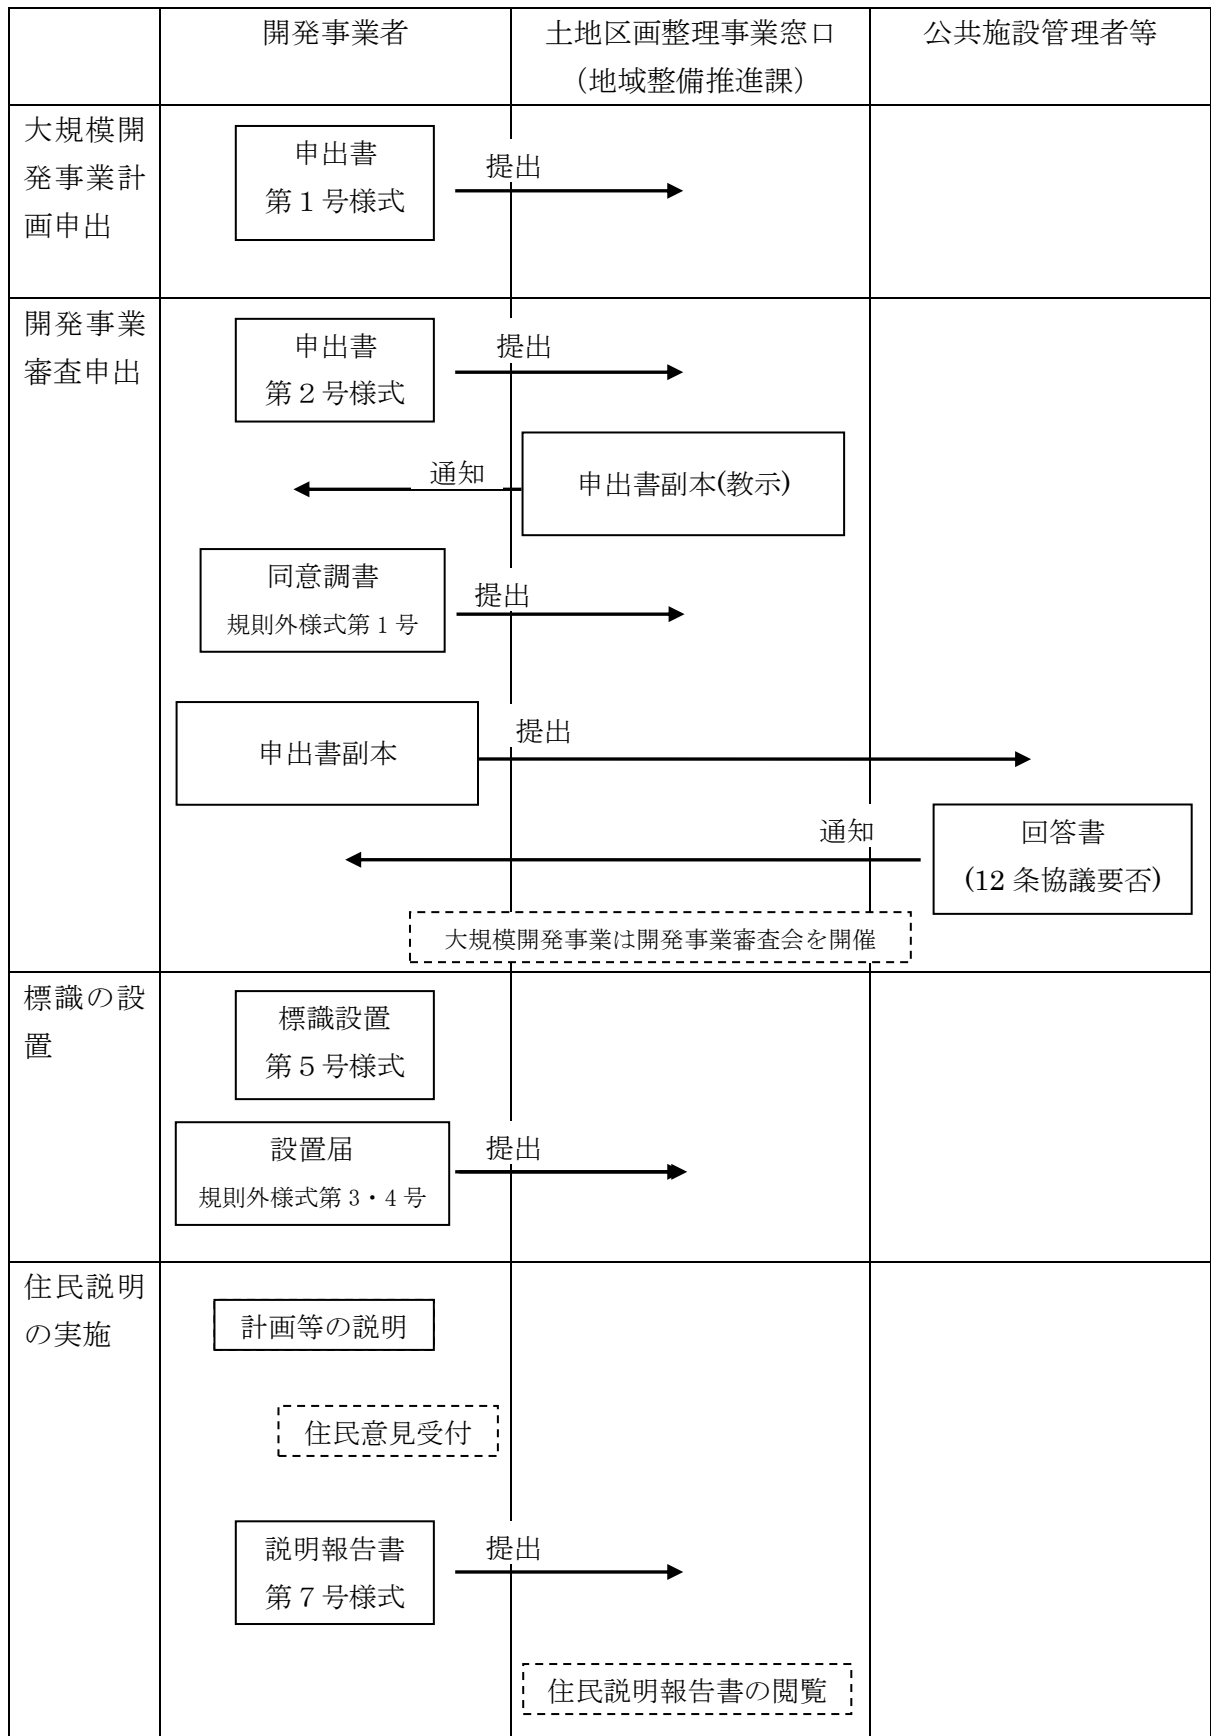 開発事業者
土地区画整理事業窓口
（地域整備推進課）
公共施設管理者等
大規模開
発事業計
画申出
申出書
第１号様式
提出
開発事業
審査申出
申出書
第２号様式
提出
通知
申出書副本(教示)
同意調書
規則外様式第 1 号
提出
申出書副本
提出
通知
回答書
(12 条協議要否)
大規模開発事業は開発事業審査会を開催
標識の設
置
標識設置
第５号様式
設置届
規則外様式第 3・4 号
提出
住民説明
の実施
計画等の説明
住民意見受付
説明報告書
第７号様式
提出
住民説明報告書の閲覧